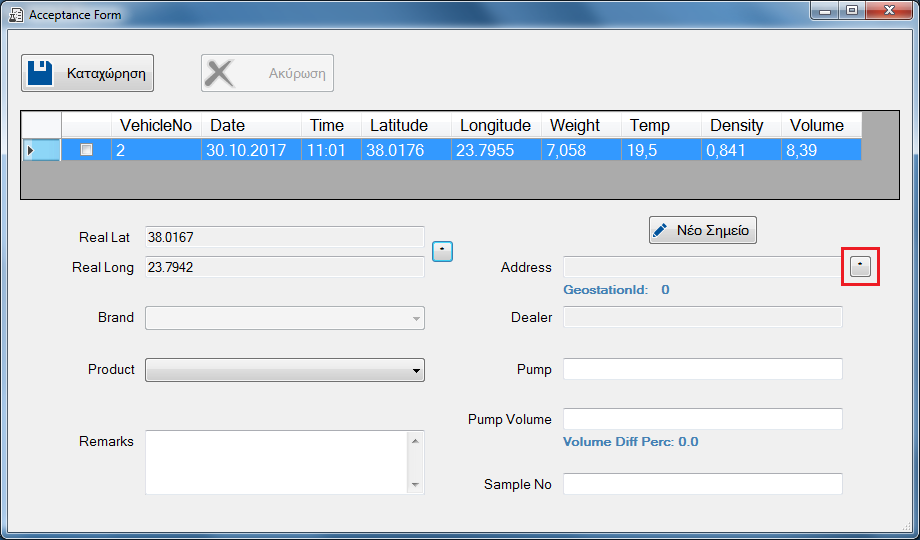 Acceptance Form
Καταχώρηση Ακύρωση
VehicleNo Date Time Latitude Longitude Weight Temp Density Volume
2 30.10.2017 11:01 38.0176 23.7955 7,058 19,5 0,841 8,39
Νέο Σημείο
Real Lat 38.0167
Real Long 23.7942
Address
GeostationId: 0
Brand
Dealer
Product
Pump
Pump Volume
Volume Diff Perc: 0.0
Remarks
Sample No